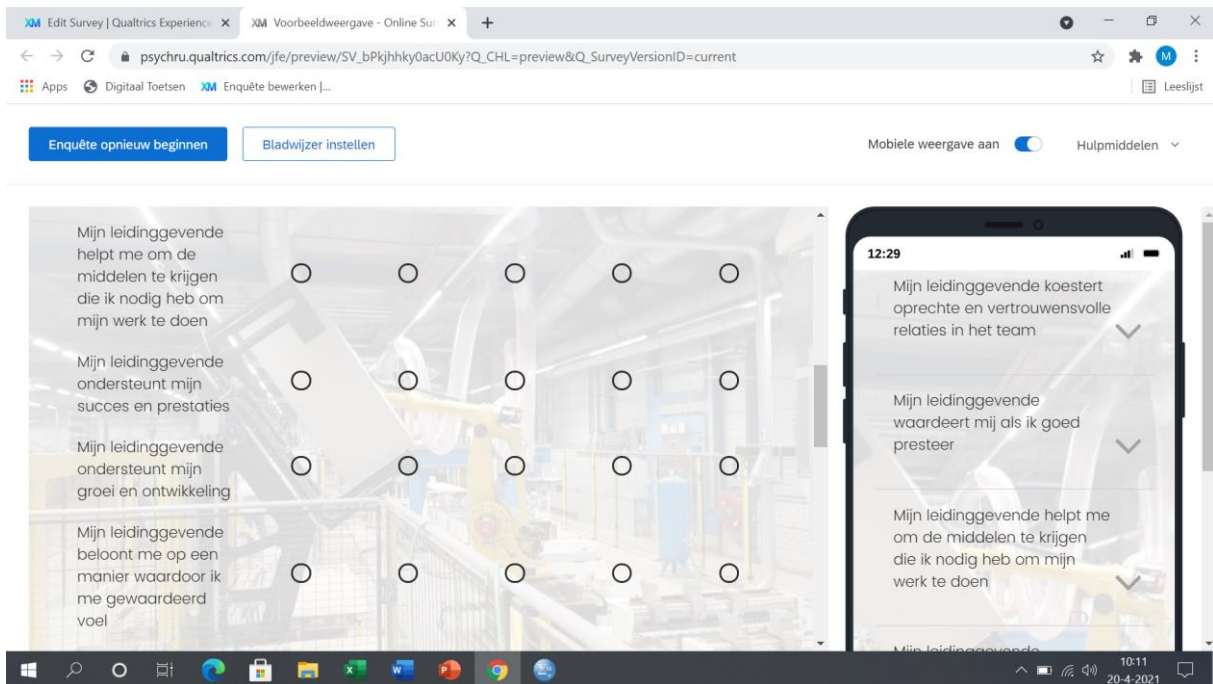 XM Edit Survey | Qualtrics Experience
XM Voorbeeldweergave - Online Sur
psychru.qualtrics.com/jfe/preview/SV_bPkjhhky0acU0Ky?Q_CHL=preview&Q_SurveyVersionID=current
M
Apps
Digitaal Toetsen
XM Enquête bewerken |...
Leeslijst
Enquête opnieuw beginnen
Bladwijzer instellen
Mobiele weergave aan
Hulpmiddelen
Mijn leidinggevende
helpt me om de
middelen te krijgen
die ik nodig heb om
mijn werk te doen
Mijn leidinggevende
ondersteunt mijn
succes en prestaties
Mijn leidinggevende
ondersteunt mijn
groei en ontwikkeling
Mijn leidinggevende
beloont me op een
manier waardoor ik
me gewaardeerd
voel
12:29
Mijn leidinggevende koestert
oprechte en vertrouwensvolle
relaties in het team
Mijn leidinggevende
waardeert mij als ik goed
presteer
Mijn leidinggevende helpt me
om de middelen te krijgen
die ik nodig heb om mijn
werk te doen
Mijn leidinggevende
10:11
20-4-2021